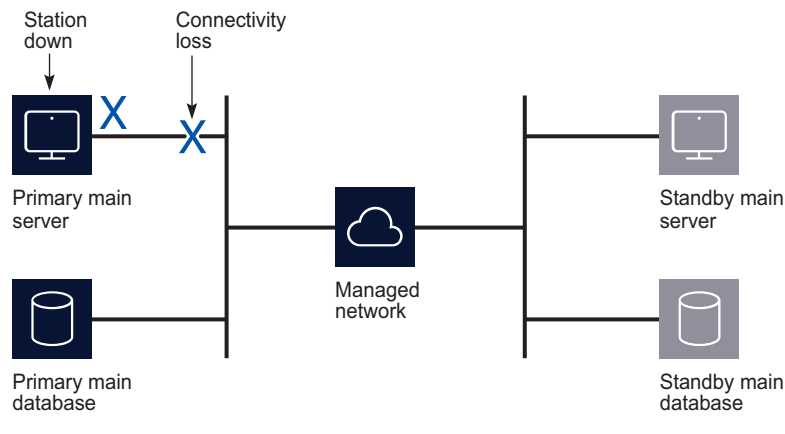 Station
down
Connectivity
loss
X
X
Primary main
server
Standby main
server
Managed
network
Primary main
database
Standby main
database